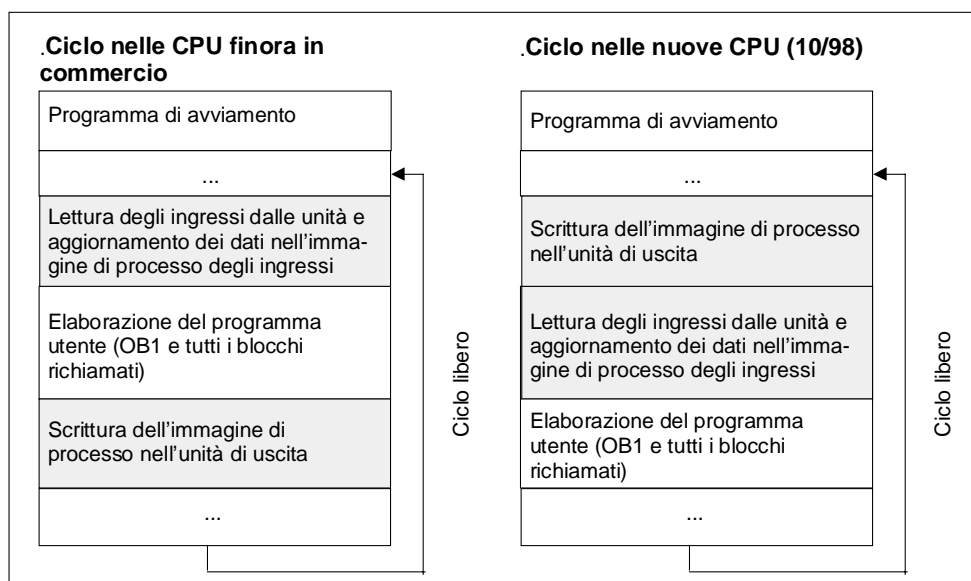 .Ciclo nelle CPU finora in
commercio
Programma di avviamento
...
Lettura degli ingressi dalle unità e
aggiornamento dei dati nell'imma-
gine di processo degli ingressi
Elaborazione del programma
utente (OB1 e tutti i blocchi
richiamati)
Scrittura dell'immagine di
processo nell'unità di uscita
...
Ciclo libero
.Ciclo nelle nuove CPU (10/98)
Programma di avviamento
...
Scrittura dell'immagine di processo
nell'unità di uscita
Lettura degli ingressi dalle unità e
aggiornamento dei dati nell'imma-
gine di processo degli ingressi
Elaborazione del programma
utente (OB1 e tutti i blocchi
richiamati)
...
Ciclo libero